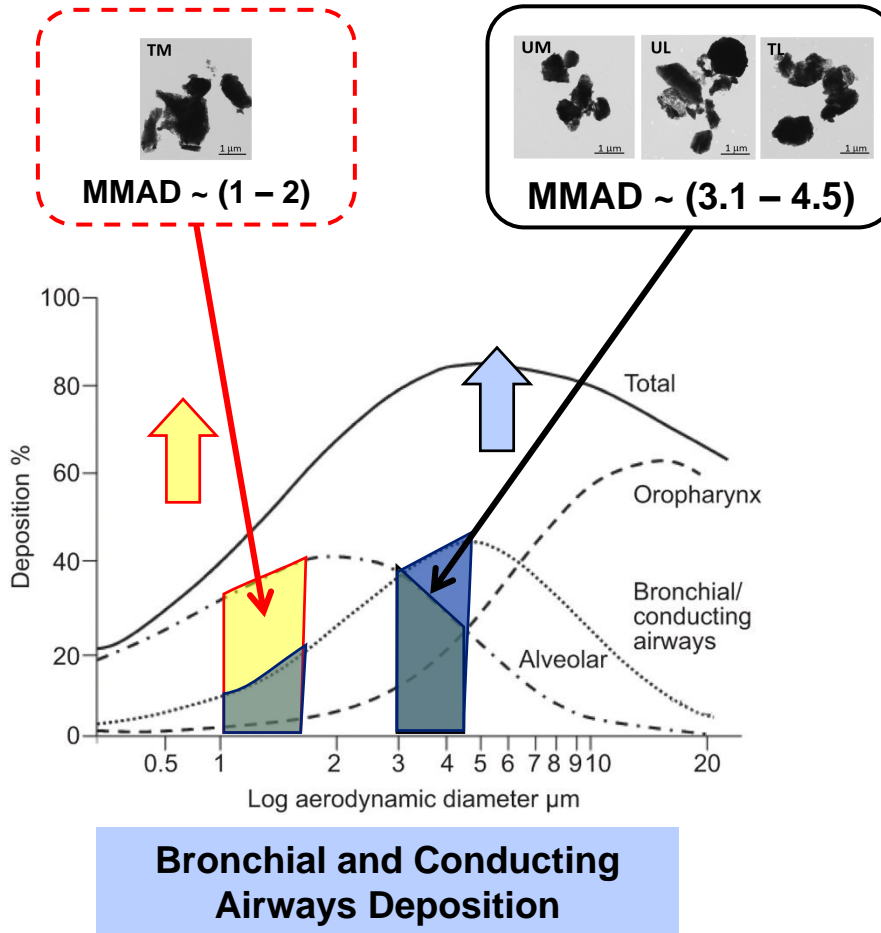 TM
1 µm
MMAD ~ (1 – 2)
UM
1 µm
UL
1 µm
TL
1 µm
MMAD ~ (3.1 – 4.5)
Deposition %
100
80
60
40
20
0
Total
Oropharynx
Bronchial/
conducting
airways
Alveolar
0.5 1 2 3 4 5 6 7 8 9 10 20
Log aerodynamic diameter µm
Bronchial and Conducting
Airways Deposition